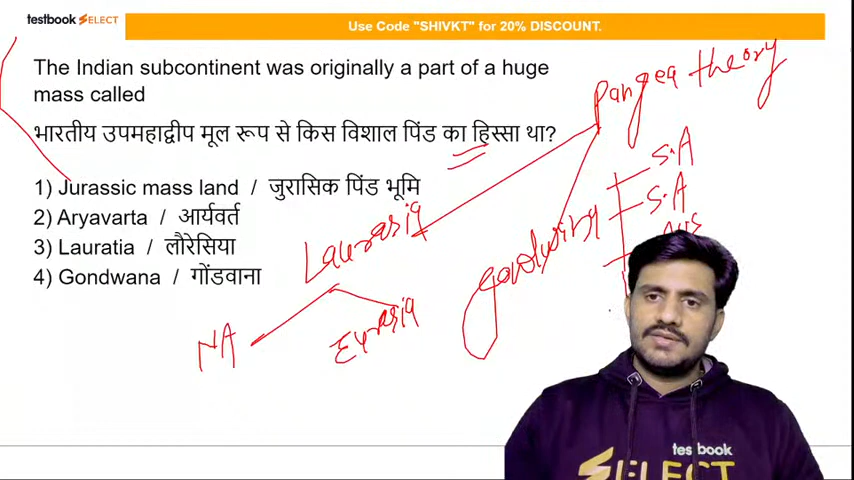 testbook SELECT
Use Code "SHIVKT" for 20% DISCOUNT.
The Indian subcontinent was originally a part of a huge
mass called
भारतीय उपमहाद्वीप मूल रूप से किस विशाल पिंड का हिस्सा था?
1) Jurassic mass land / जुरासिक पिंड भूमि
2) Aryavarta / आर्यवर्त
3) Lauratia / लौरेसिया
4) Gondwana / गोंडवाना
Pangea theory
S.A
S.A
Aus
Laurasia
NA
Eurasia
testbook
SELECT